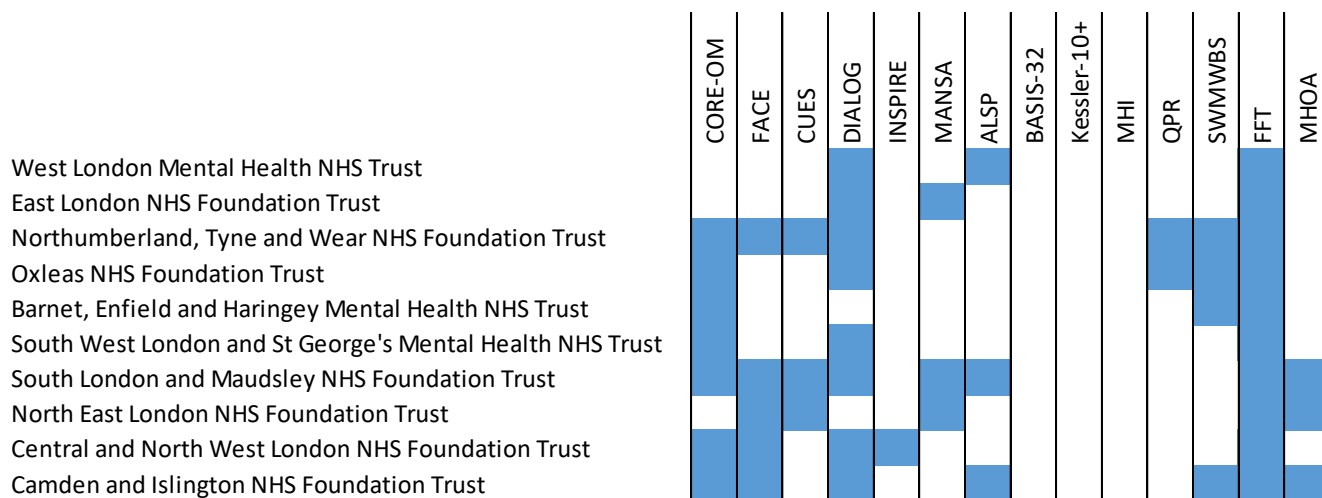 CORE-OM
FACE
CUES
DIALOG
INSPIRE
MANSA
ALSP
BASIS-32
Kessler-10+
MHI
QPR
SWMWBS
FFT
MHOA
West London Mental Health NHS Trust
East London NHS Foundation Trust
Northumberland, Tyne and Wear NHS Foundation Trust
Oxleas NHS Foundation Trust
Barnet, Enfield and Haringey Mental Health NHS Trust
South West London and St George's Mental Health NHS Trust
South London and Maudsley NHS Foundation Trust
North East London NHS Foundation Trust
Central and North West London NHS Foundation Trust
Camden and Islington NHS Foundation Trust